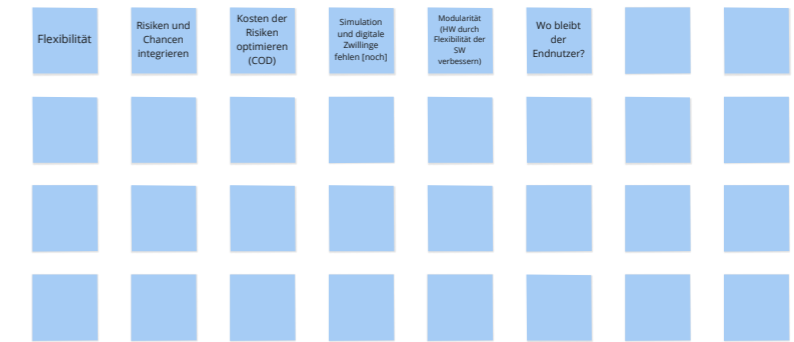 Flexibilität
Risiken und
Chancen
integrieren
Kosten der
Risiken
optimieren
(COD)
Simulation
und digitale
Zwillinge
fehlen [noch]
Modularität
(HW durch
Flexibilität der
SW
verbessern)
Wo bleibt
der
Endnutzer?